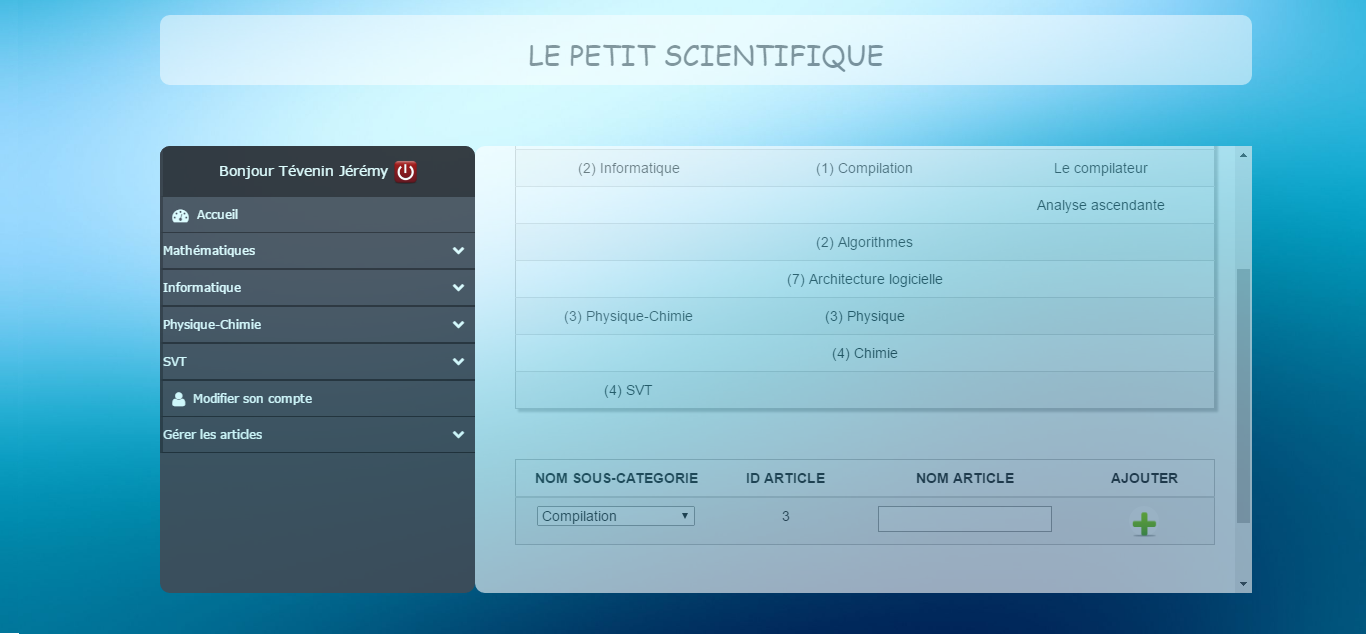 LE PETIT SCIENTIFIQUE
Bonjour Tévenin Jérémy
Accueil
Mathématiques
Informatique
Physique-Chimie
SVT
Modifier son compte
Gérer les articles
(2) Informatique (1) Compilation Le compilateur
Analyse ascendante
(2) Algorithmes
(7) Architecture logicielle
(3) Physique-Chimie (3) Physique
(4) Chimie
(4) SVT
NOM SOUS-CATEGORIE ID ARTICLE NOM ARTICLE AJOUTER
Compilation 3